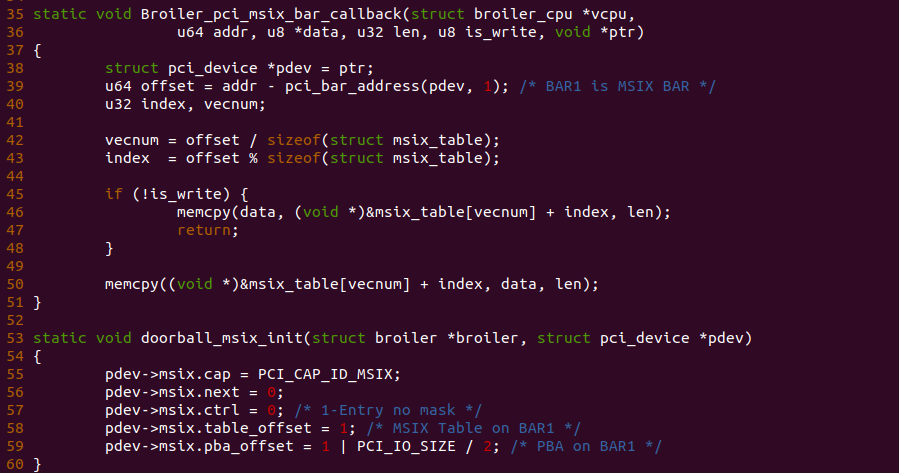 35 static void Broiler_pci_msix_bar_callback(struct broiler_cpu *vcpu,
36                 u64 addr, u8 *data, u32 len, u8 is_write, void *ptr)
37 {
38         struct pci_device *pdev = ptr;
39         u64 offset = addr - pci_bar_address(pdev, 1); /* BAR1 is MSIX BAR */
40         u32 index, vecnum;
41
42         vecnum = offset / sizeof(struct msix_table);
43         index  = offset % sizeof(struct msix_table);
44
45         if (!is_write) {
46                 memcpy(data, (void *)&msix_table[vecnum] + index, len);
47                 return;
48         }
49
50         memcpy((void *)&msix_table[vecnum] + index, data, len);
51 }
52
53 static void doorball_msix_init(struct broiler *broiler, struct pci_device *pdev)
54 {
55         pdev->msix.cap = PCI_CAP_ID_MSIX;
56         pdev->msix.next = 0;
57         pdev->msix.ctrl = 0; /* 1-Entry no mask */
58         pdev->msix.table_offset = 1; /* MSIX Table on BAR1 */
59         pdev->msix.pba_offset = 1 | PCI_IO_SIZE / 2; /* PBA on BAR1 */
60 }